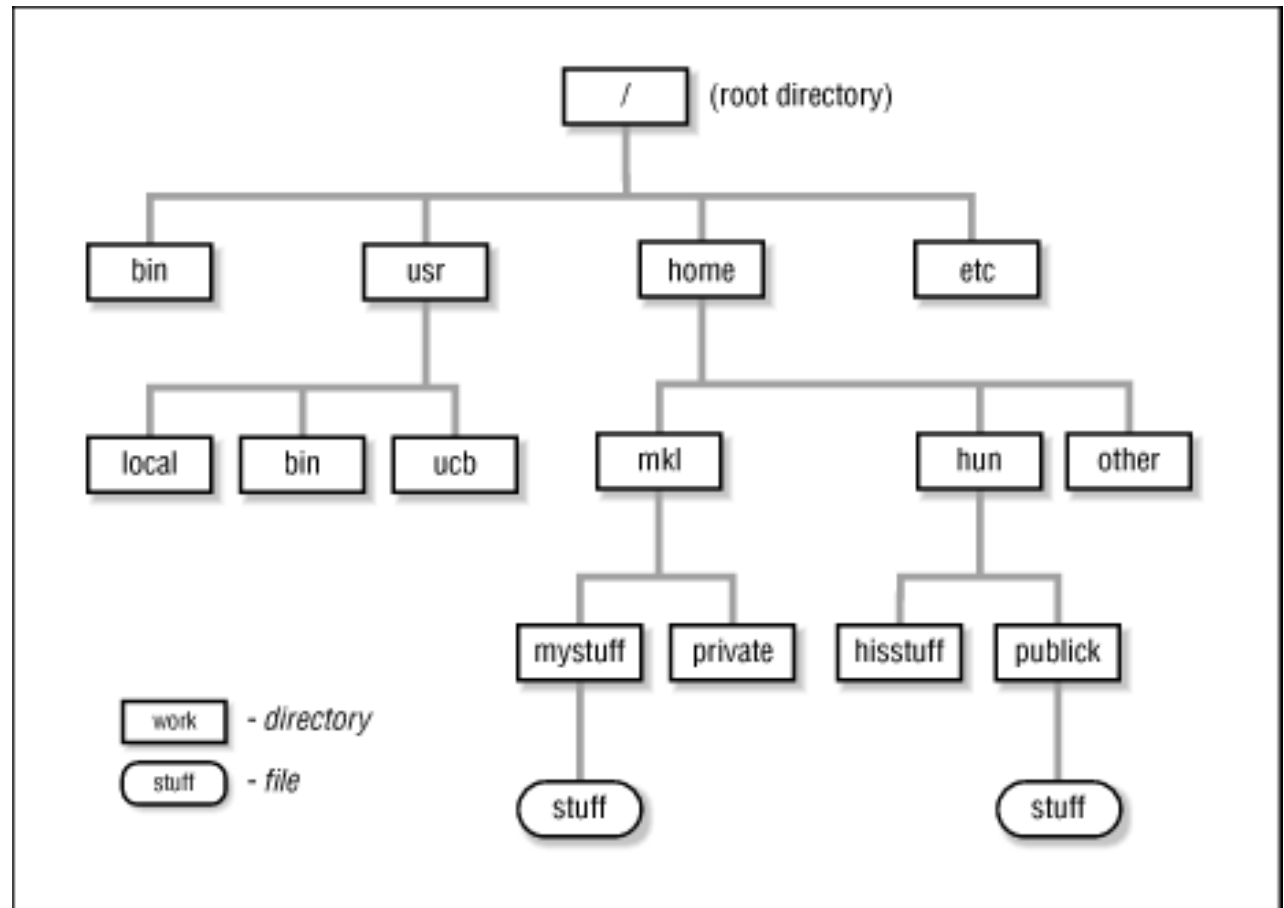 / (root directory)
bin usr home etc
local bin ucb mkl hun other
mystuff private hisstuff publick
work - directory
stuff - file
stuff stuff